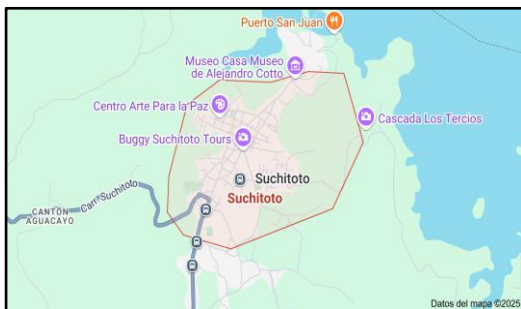 Puerto San Juan
Museo Casa Museo
de Alejandro Cotto
Centro Arte Para la Paz
Cascada Los Tercios
Buggy Suchitoto Tours
Suchitoto
Suchitoto
CANTÓN
AGUACAYO
Carr. Suchitoto
Datos del mapa ©2025